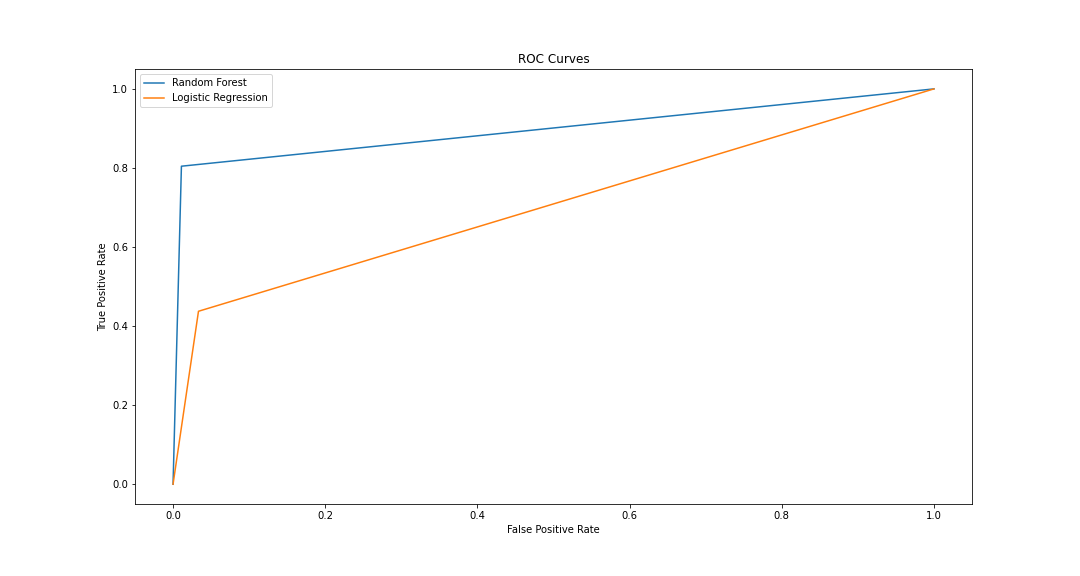 ROC Curves
Random Forest
Logistic Regression
1.0
0.8
0.6
0.4
0.2
0.0
True Positive Rate
0.0 0.2 0.4 0.6 0.8 1.0
False Positive Rate